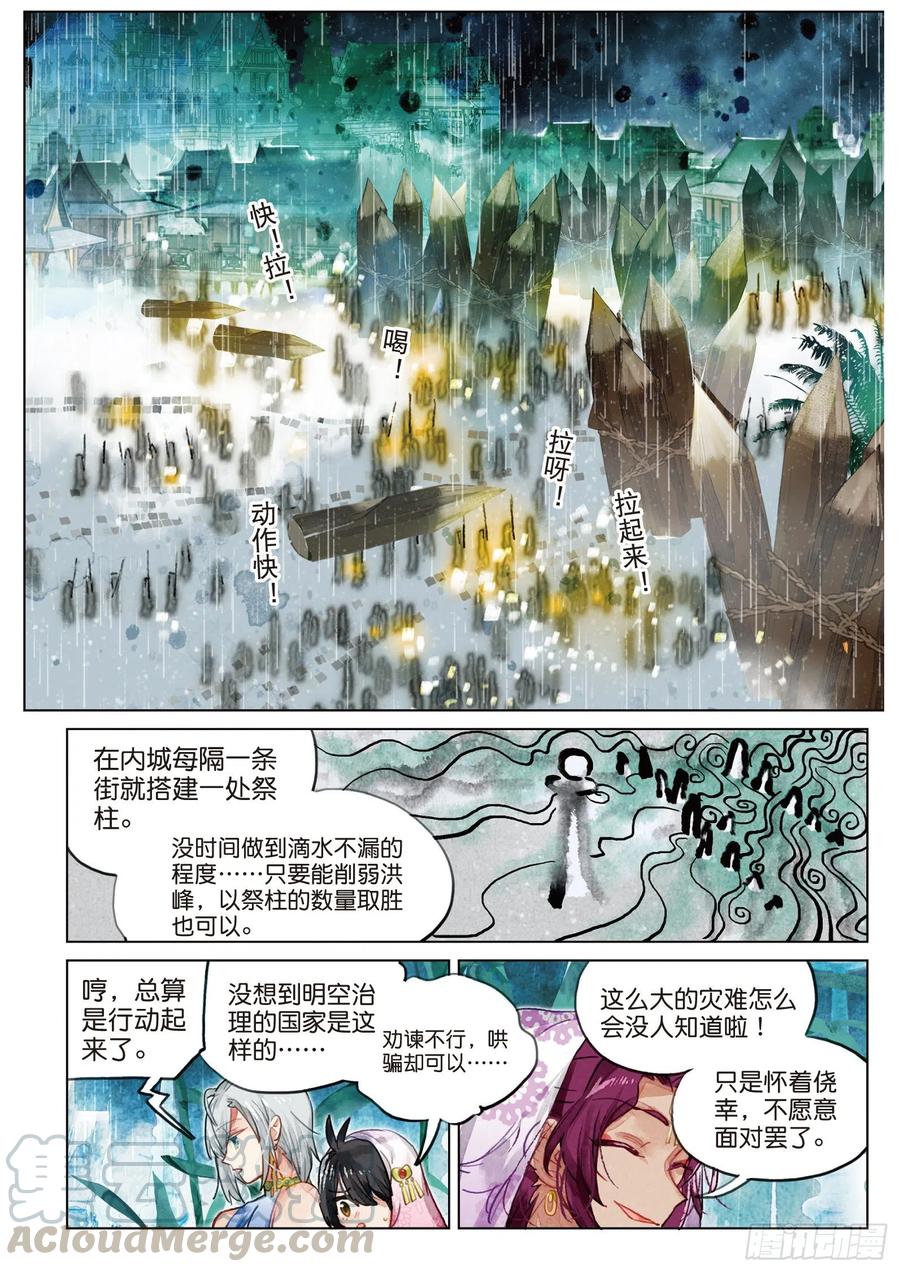 快！拉！
喝！
拉呀！
拉起来！
动作快！
在内城每隔一条
街就搭建一处祭
柱。
没时间做到滴水不漏的
程度……只要能削弱洪
峰，以祭柱的数量取胜
也可以。
哼，总算
是行动起
来了。
没想到明空治
理的国家是这
样的……
劝谏不行，哄
骗却可以……
这么大的灾难怎么
会没人知道啦！
只是怀着侥
幸，不愿意
面对罢了。
集云数据
AcloudMerge.com
腾讯动漫